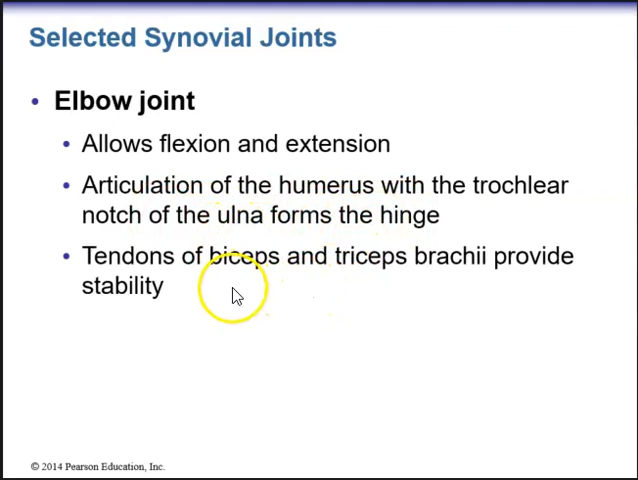 Selected Synovial Joints
• Elbow joint
• Allows flexion and extension
• Articulation of the humerus with the trochlear
notch of the ulna forms the hinge
• Tendons of biceps and triceps brachii provide
stability
© 2014 Pearson Education, Inc.